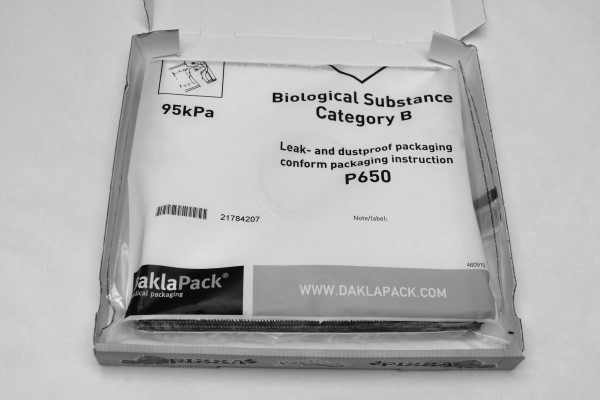 95kPa
Biological Substance
Category B
Leak- and dustproof packaging
conform packaging instruction
P650
21784207
Note/label:
DaklaPack®
packaging
WWW.DAKLAPACK.COM